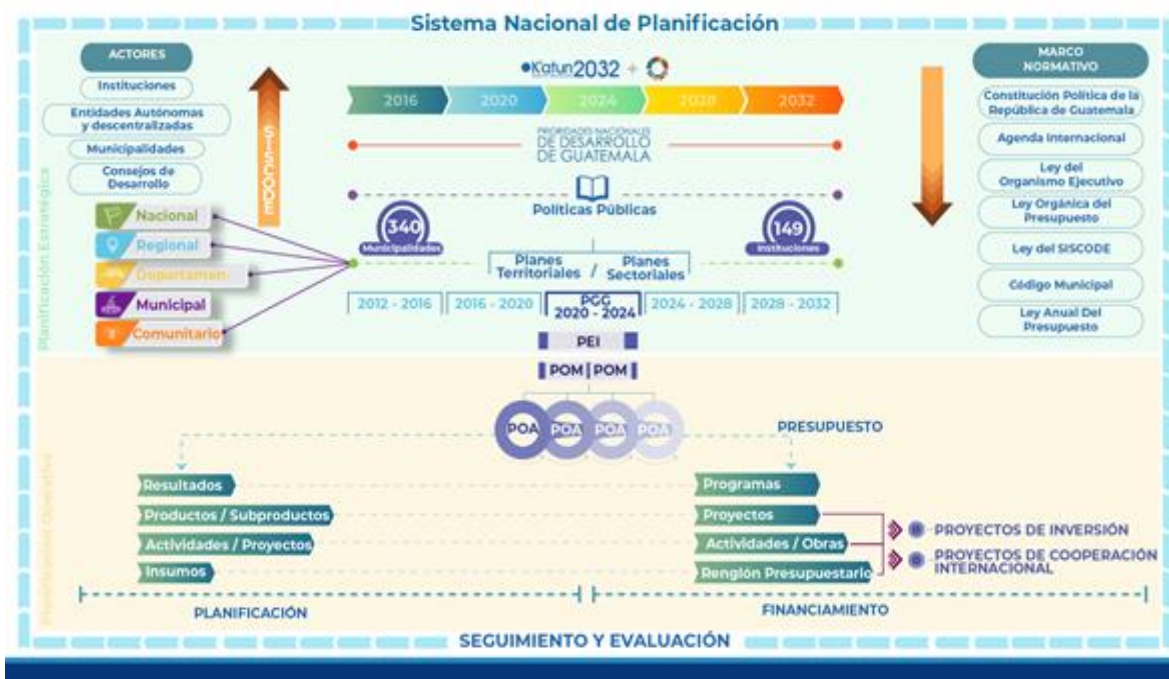 Sistema Nacional de Planificación
ACTORES
Instituciones
Entidades Autónomas
y descentralizadas
Municipalidades
Consejos de
Desarrollo
SISCODE
Nacional
Regional
Departamen
Municipal
Comunitario
Planificación Estratégica
K'atun2032 +
2016
2020
2024
2028
2032
PRIORIDADES NACIONALES
DE DESARROLLO
DE GUATEMALA
Políticas Públicas
340
Municipalidades
149
Instituciones
Planes
Territoriales / Planes
Sectoriales
2012 - 2016
2016 - 2020
PGG
2020 - 2024
2024 - 2028
2028 - 2032
PEI
POM POM
POA
POA
POA
POA
MARCO
NORMATIVO
Constitución Política de la
República de Guatemala
Agenda Internacional
Ley del
Organismo Ejecutivo
Ley Orgánica del
Presupuesto
Ley del SISCODE
Código Municipal
Ley Anual Del
Presupuesto
Planificación Operativa
PRESUPUESTO
Resultados
Productos / Subproductos
Actividades / Proyectos
Insumos
Programas
Proyectos
Actividades / Obras
Renglón Presupuestario
PROYECTOS DE INVERSIÓN
PROYECTOS DE COOPERACIÓN
INTERNACIONAL
PLANIFICACIÓN
FINANCIAMIENTO
SEGUIMIENTO Y EVALUACIÓN